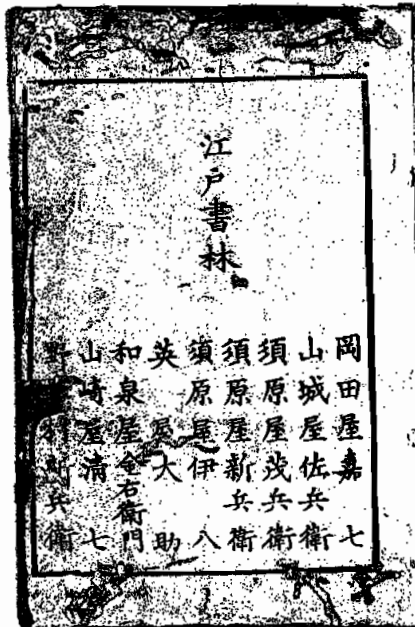 江戸書林
岡田屋嘉七
山城屋佐兵衛
須原屋茂兵衛
須原屋新兵衛
須原屋伊八
英屋大助
和泉屋金右衛門
山崎屋清七
兵衛